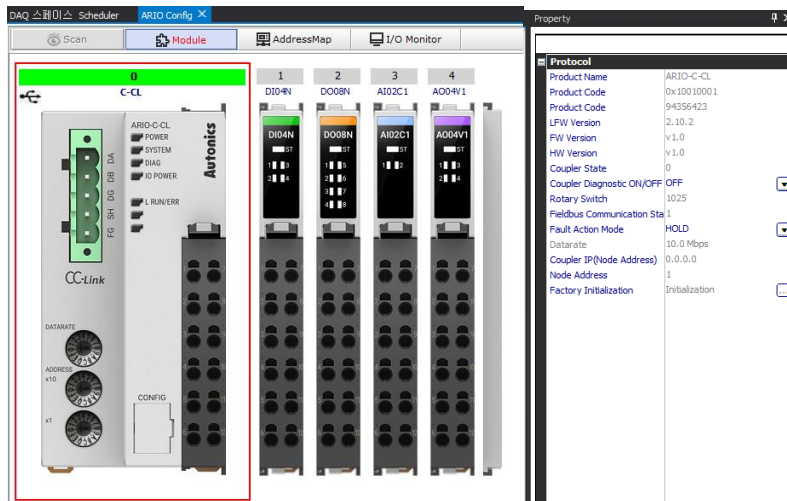 DAQ 스페이스 Scheduler
ARIO Config
Scan
Module
AddressMap
I/O Monitor
0
C-CL
ARIO-C-CL
POWER
SYSTEM
DIAG
IO POWER
L RUN/ERR
Autonics
DA
DB
DG
SH
FG
CC-Link
DATARATE
ADDRESS
x10
x1
CONFIG
1 2 3 4
DI04N DO08N AI02C1 AO04V1
DI04N
ST
1 3
2 4
DO08N
ST
1 5
2 6
3 7
4 8
AI02C1
ST
1 2
AO04V1
ST
1 3
2 4
Property
Protocol
Product Name ARIO-C-CL
Product Code 0x10010001
Product Code 94356423
LFW Version 2.10.2
FW Version v1.0
HW Version v1.0
Coupler State 0
Coupler Diagnostic ON/OFF OFF
Rotary Switch 1025
Fieldbus Communication Sta 1
Fault Action Mode HOLD
Datarate 10.0 Mbps
Coupler IP(Node Address) 0.0.0.0
Node Address 1
Factory Initialization Initialization
...